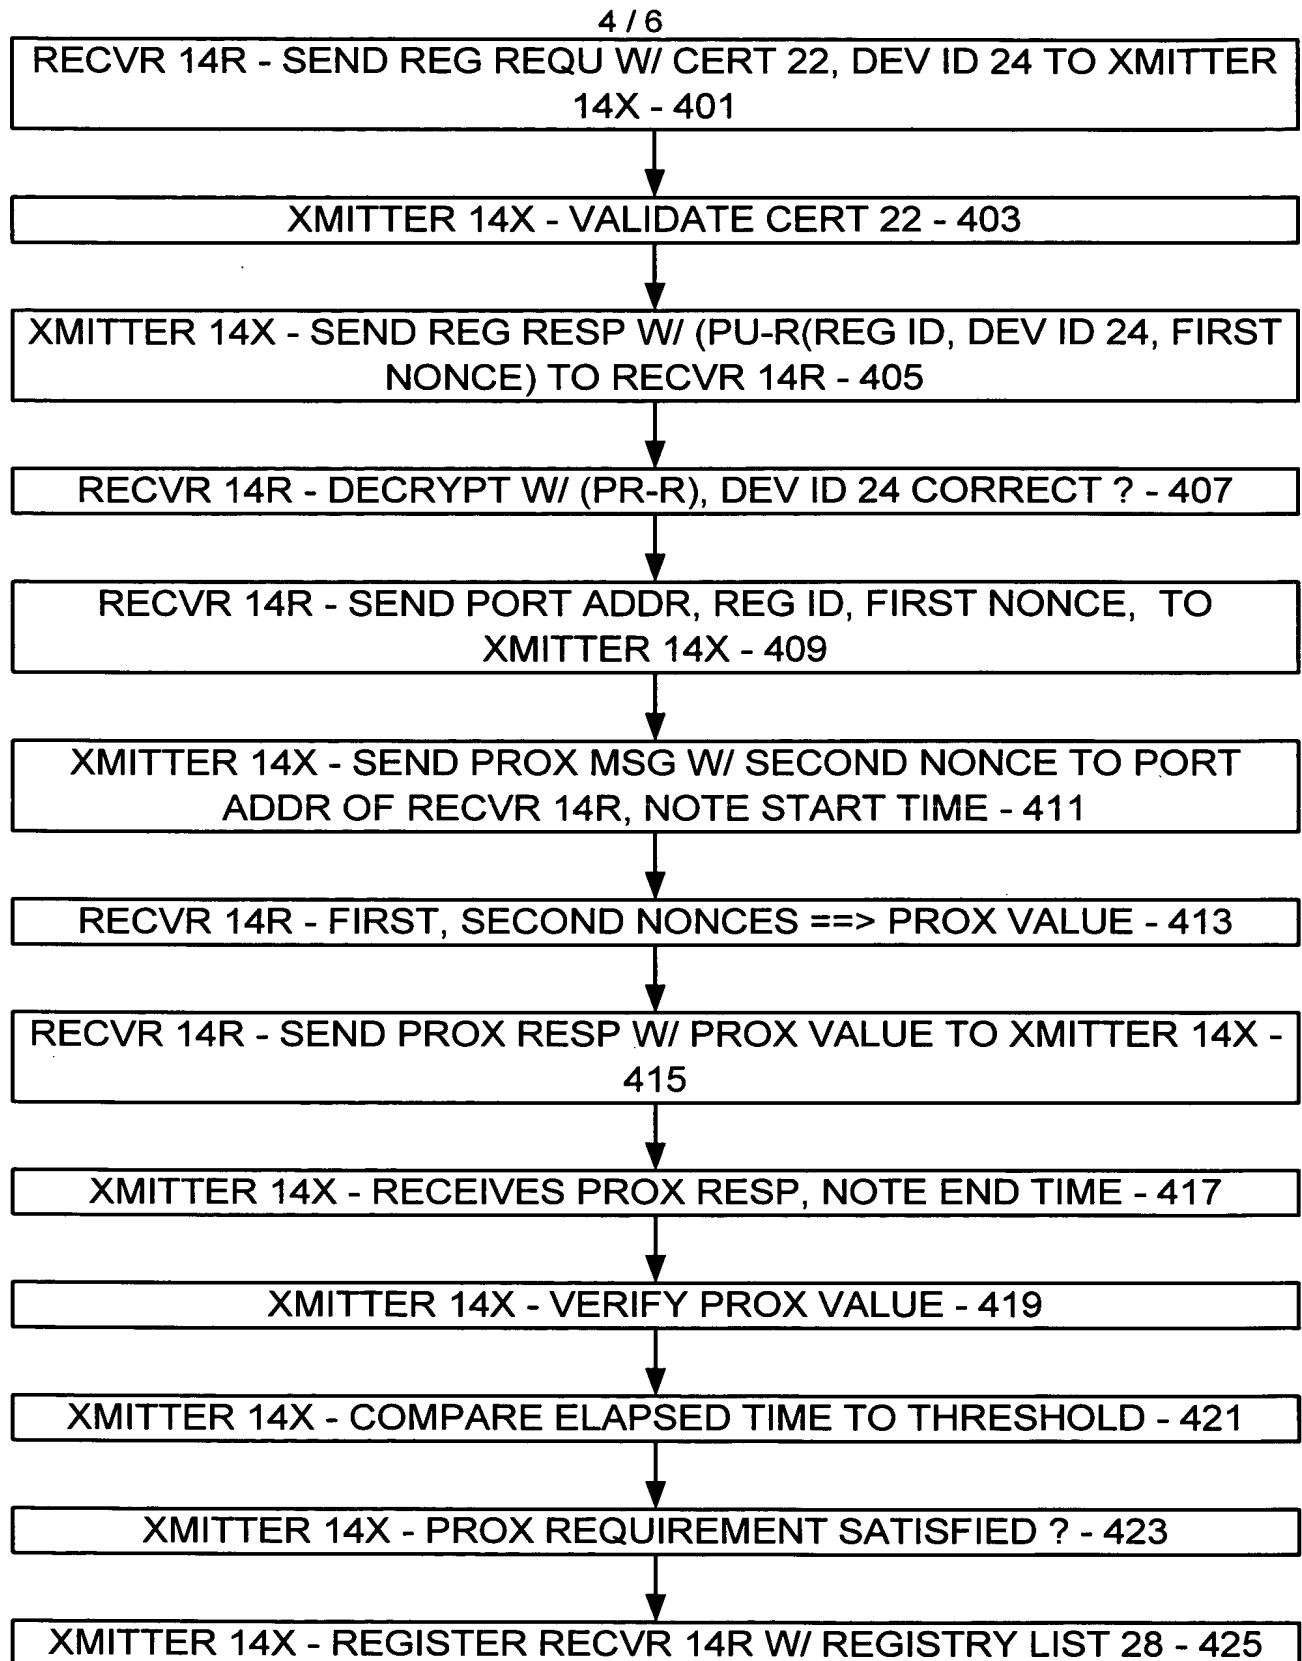 4 / 6
RECVR 14R - SEND REG REQU W/ CERT 22, DEV ID 24 TO XMITTER
14X - 401
XMITTER 14X - VALIDATE CERT 22 - 403
XMITTER 14X - SEND REG RESP W/ (PU-R(REG ID, DEV ID 24, FIRST
NONCE) TO RECVR 14R - 405
RECVR 14R - DECRYPT W/ (PR-R), DEV ID 24 CORRECT ? - 407
RECVR 14R - SEND PORT ADDR, REG ID, FIRST NONCE, TO
XMITTER 14X - 409
XMITTER 14X - SEND PROX MSG W/ SECOND NONCE TO PORT
ADDR OF RECVR 14R, NOTE START TIME - 411
RECVR 14R - FIRST, SECOND NONCES ==> PROX VALUE - 413
RECVR 14R - SEND PROX RESP W/ PROX VALUE TO XMITTER 14X -
415
XMITTER 14X - RECEIVES PROX RESP, NOTE END TIME - 417
XMITTER 14X - VERIFY PROX VALUE - 419
XMITTER 14X - COMPARE ELAPSED TIME TO THRESHOLD - 421
XMITTER 14X - PROX REQUIREMENT SATISFIED ? - 423
XMITTER 14X - REGISTER RECVR 14R W/ REGISTRY LIST 28 - 425